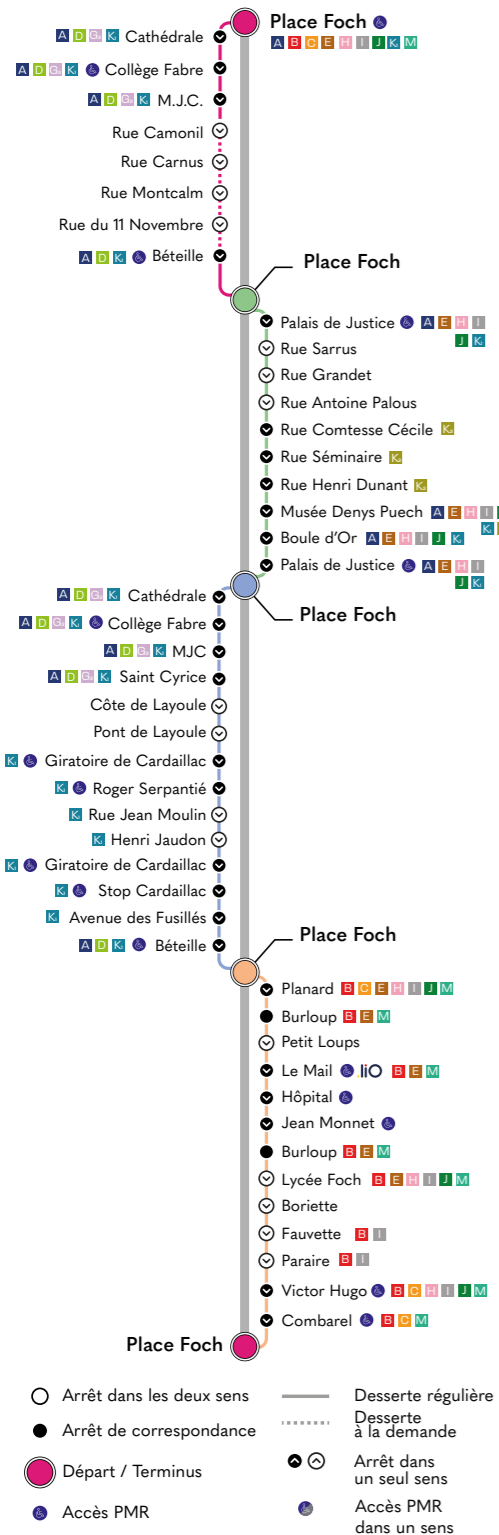 Place Foch
A B C E H I J K M
A D G K Cathédrale
A D G K Collège Fabre
A D G K M.J.C.
Rue Camonil
Rue Carnus
Rue Montcalm
Rue du 11 Novembre
A D K Béteille
Place Foch
Palais de Justice A E H I
J K
Rue Sarrus
Rue Grandet
Rue Antoine Palous
Rue Comtesse Cécile K
Rue Séminaire K
Rue Henri Dunant K
Musée Denys Puech A E H I
K
Boule d'Or A E H I J K
Palais de Justice A E H I
J K
Place Foch
A D G K Cathédrale
A D G K Collège Fabre
A D G K MJC
A D G K Saint Cyrice
Côte de Layoule
Pont de Layoule
K Giratoire de Cardaillac
K Roger Serpantié
K Rue Jean Moulin
K Henri Jaudon
K Giratoire de Cardaillac
K Stop Cardaillac
K Avenue des Fusillés
A D K Béteille
Place Foch
Planard B C E H I J M
Burloup B E M
Petit Loups
Le Mail liO B E M
Hôpital
Jean Monnet
Burloup B E M
Lycée Foch B E H I J M
Boriette
Fauvette B I
Paraire B I
Victor Hugo B C H I J M
Combarel B C M
Place Foch
Arrêt dans les deux sens
Arrêt de correspondance
Départ / Terminus
Accès PMR
Desserte régulière
Desserte
à la demande
Arrêt dans
un seul sens
Accès PMR
dans un sens